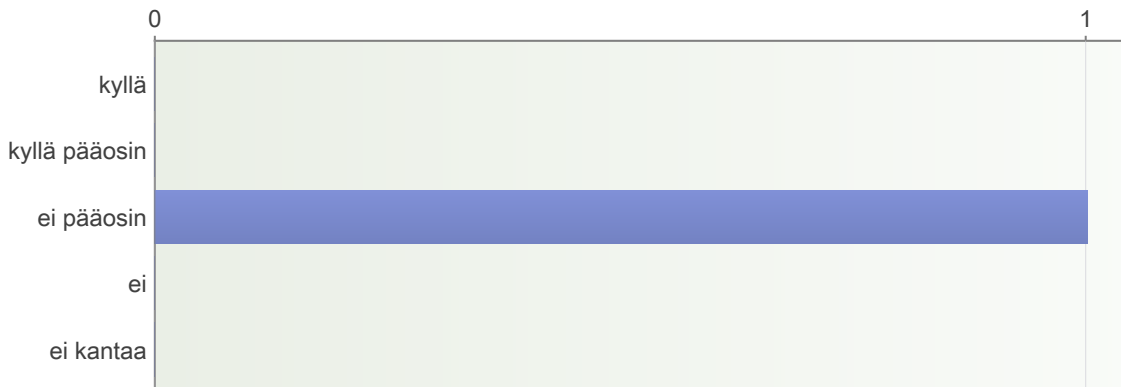 0 1
kyllä
kyllä pääosin
ei pääosin
ei
ei kantaa